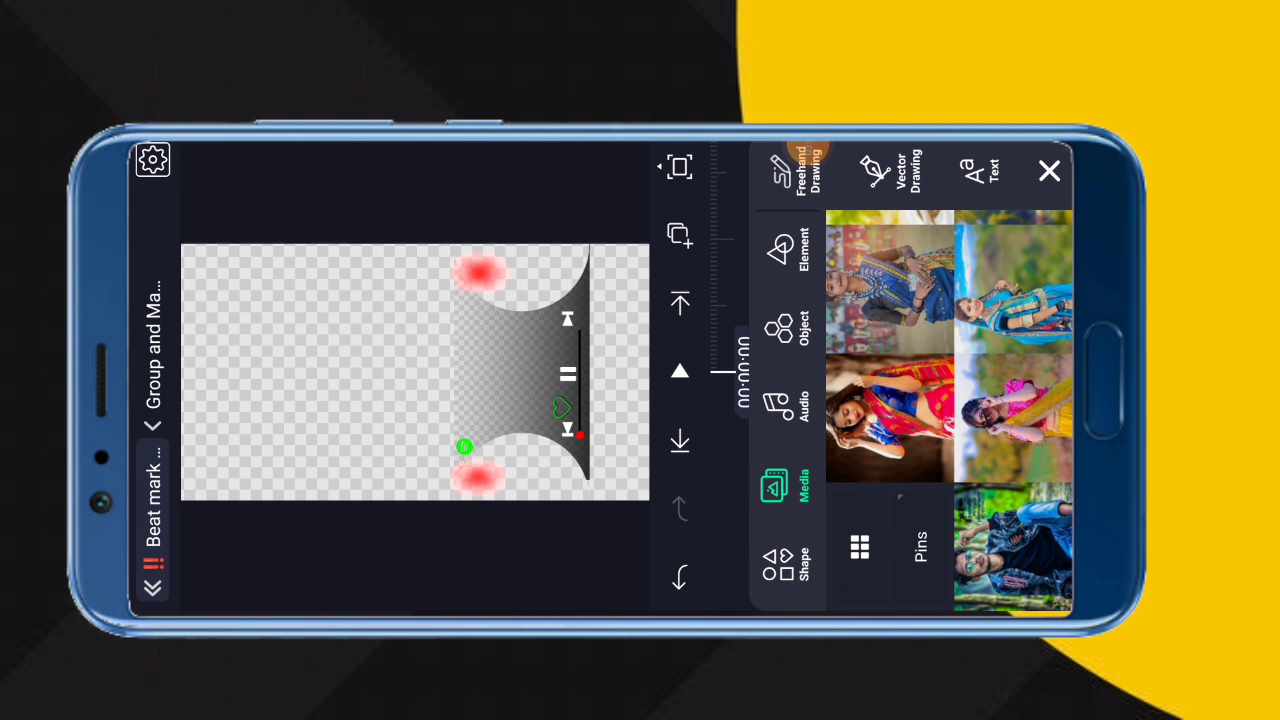 Beat mark ...
Group and Ma...
00:00:00
Shape
Media
Audio
Object
Element
Freehand
Drawing
Vector
Drawing
Aa
Text
Pins